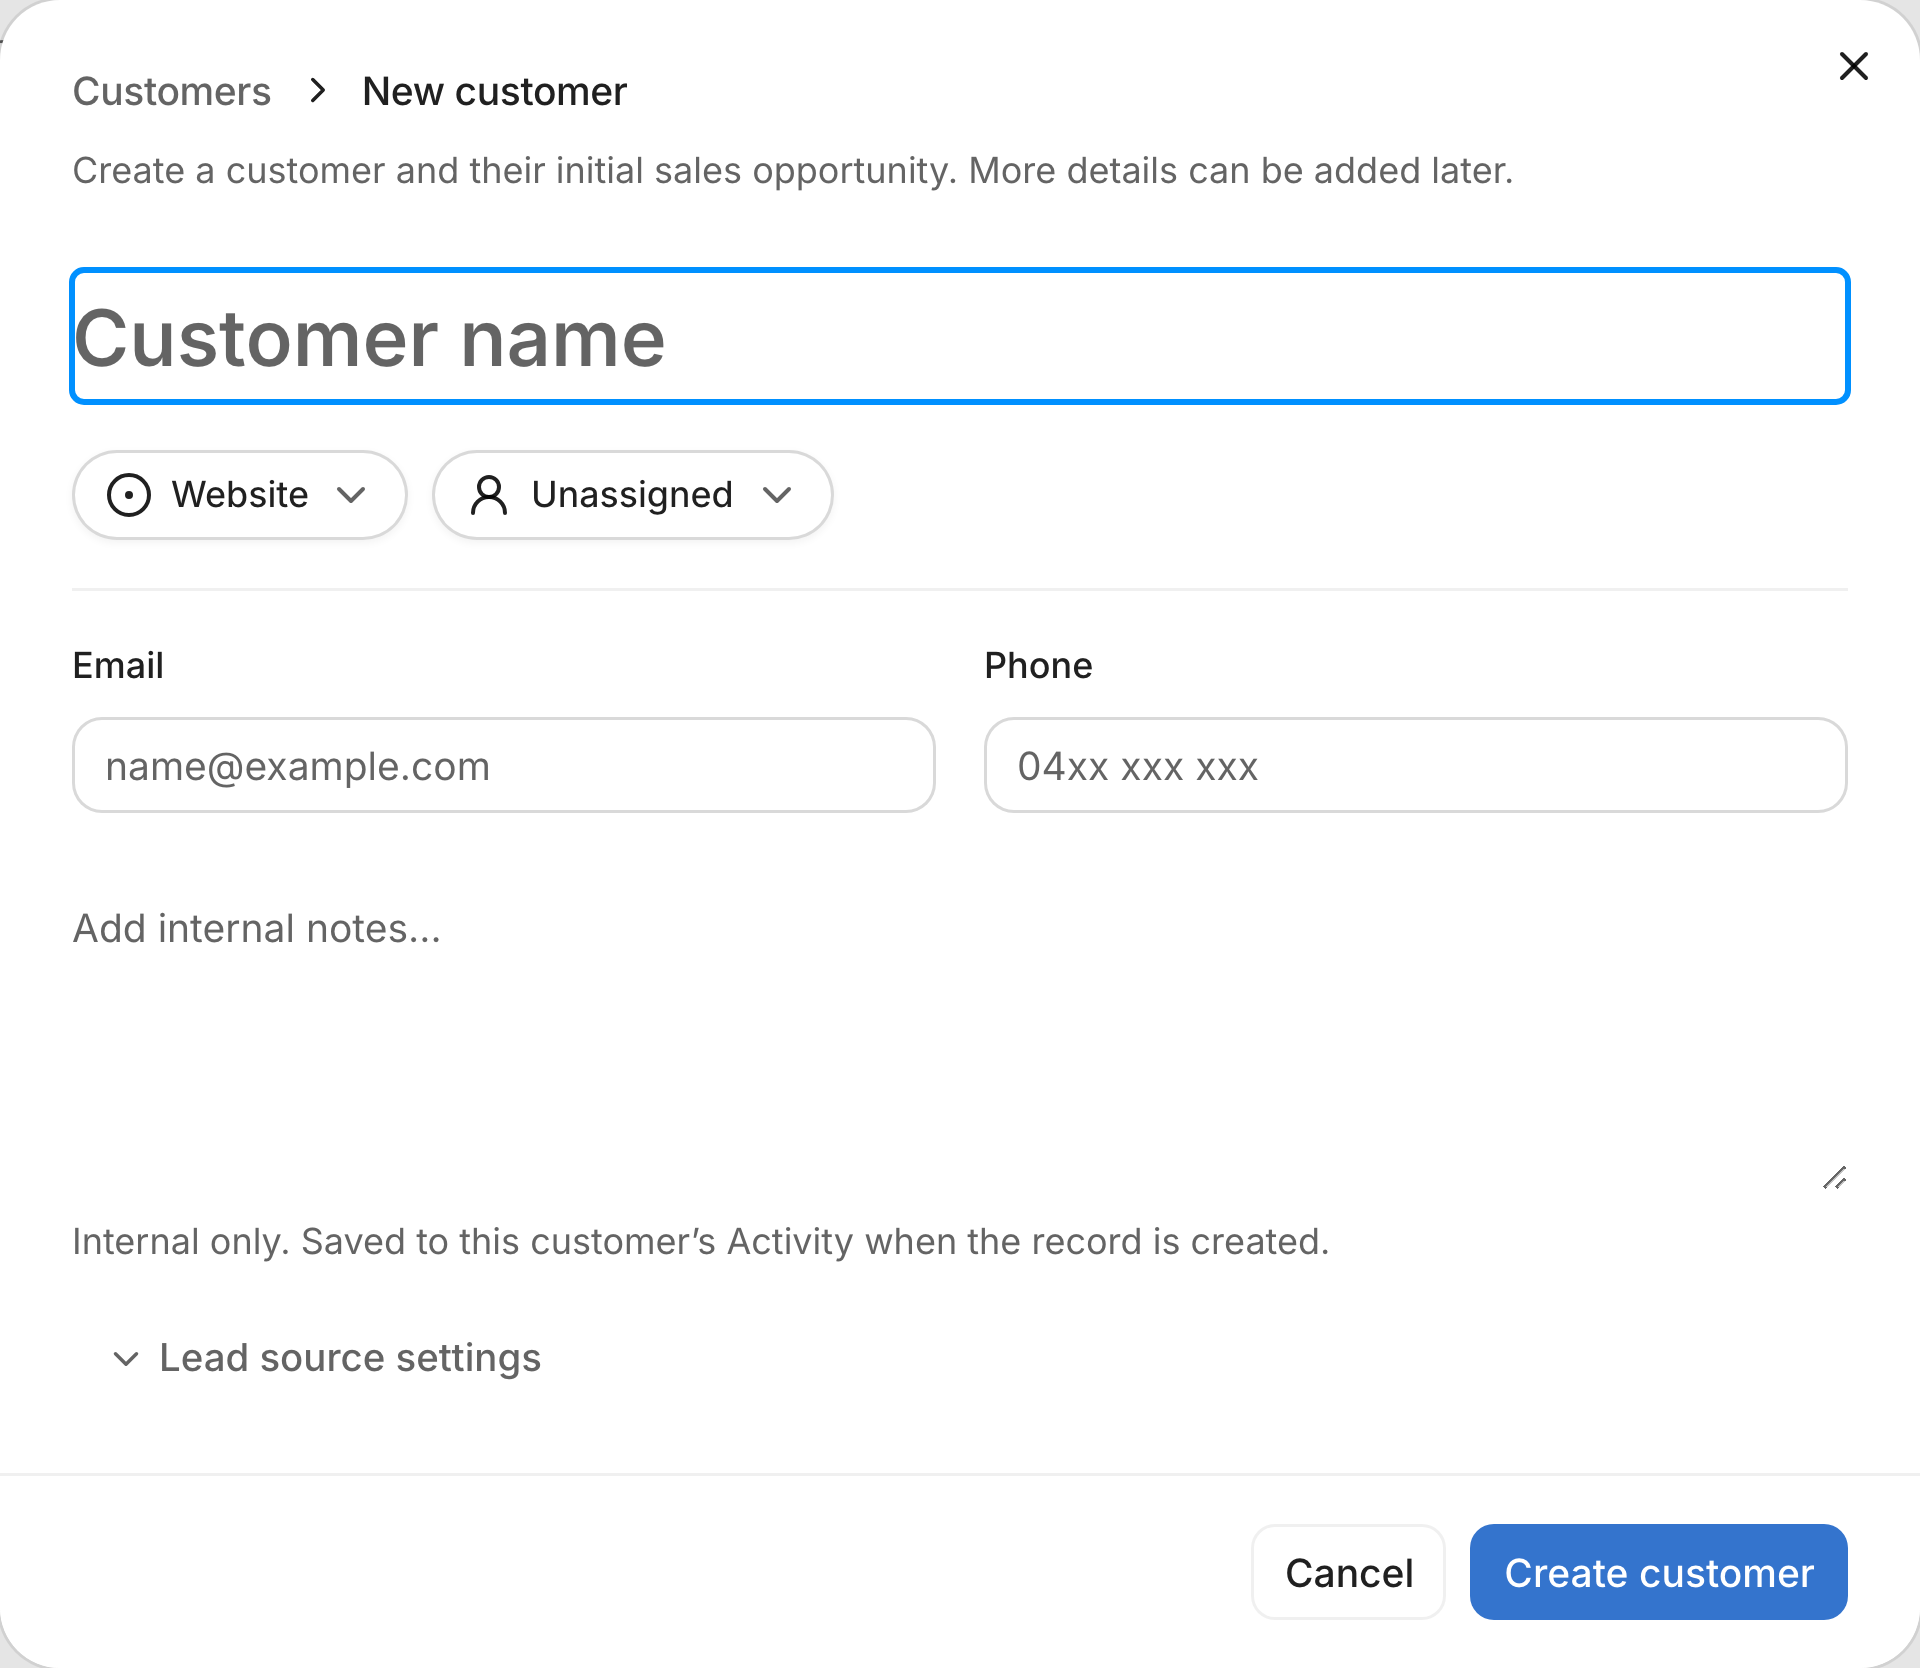 Customers > New customer
Create a customer and their initial sales opportunity. More details can be added later.
Customer name
Website Unassigned
Email Phone
name@example.com 04xx xxx xxx
Add internal notes...
Internal only. Saved to this customer’s Activity when the record is created.
Lead source settings
Cancel Create customer